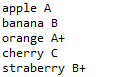 apple A
banana B
orange A+
cherry C
straberry B+